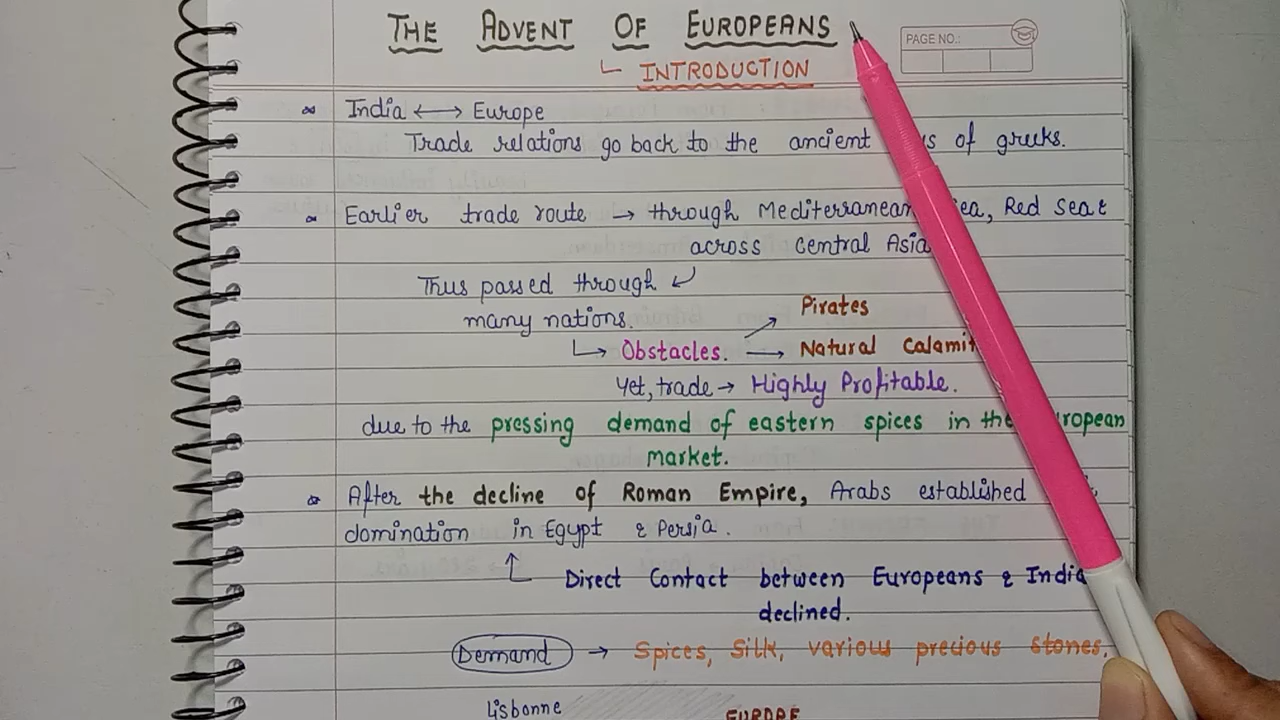 THE ADVENT OF EUROPEANS
PAGE NO.:
INTRODUCTION
India ⟷ Europe
Trade relations go back to the ancient of greeks.
Earlier trade route → through Mediterranean Red Sea &
across Central Asia
Thus passed through ↙
many nations.
Pirates
↳ Obstacles. → Natural
Yet, trade → Highly Profitable.
due to the pressing demand of eastern spices in the
market.
After the decline of Roman Empire, Arabs established
domination in Egypt & Persia.
Direct Contact between Europeans &
declined.
Demand → Spices, Silk, various precious stones,
Lisbonne
EUROPE